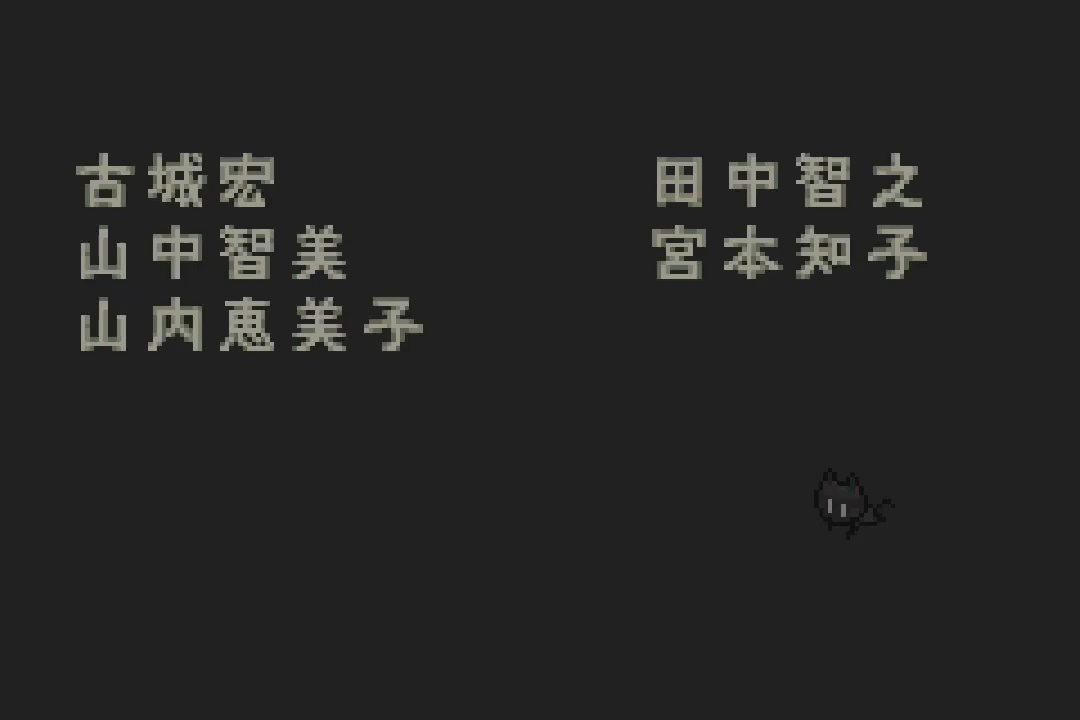 古城宏
山中智美
山内恵美子
田中智之
宮本知子